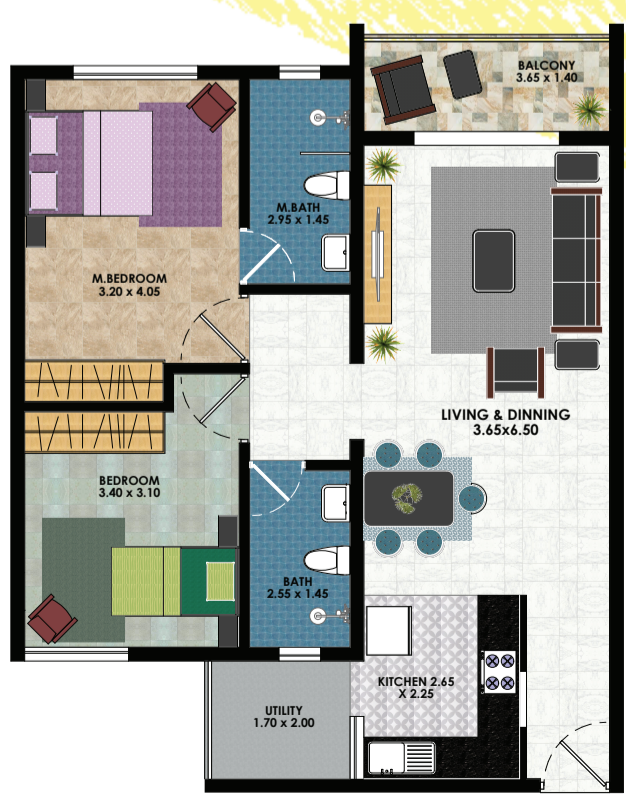 BALCONY
3.65 x 1.40
M.BATH
2.95 x 1.45
M.BEDROOM
3.20 x 4.05
LIVING & DINNING
3.65x6.50
BEDROOM
3.40 x 3.10
BATH
2.55 x 1.45
KITCHEN 2.65
X 2.25
UTILITY
1.70 x 2.00